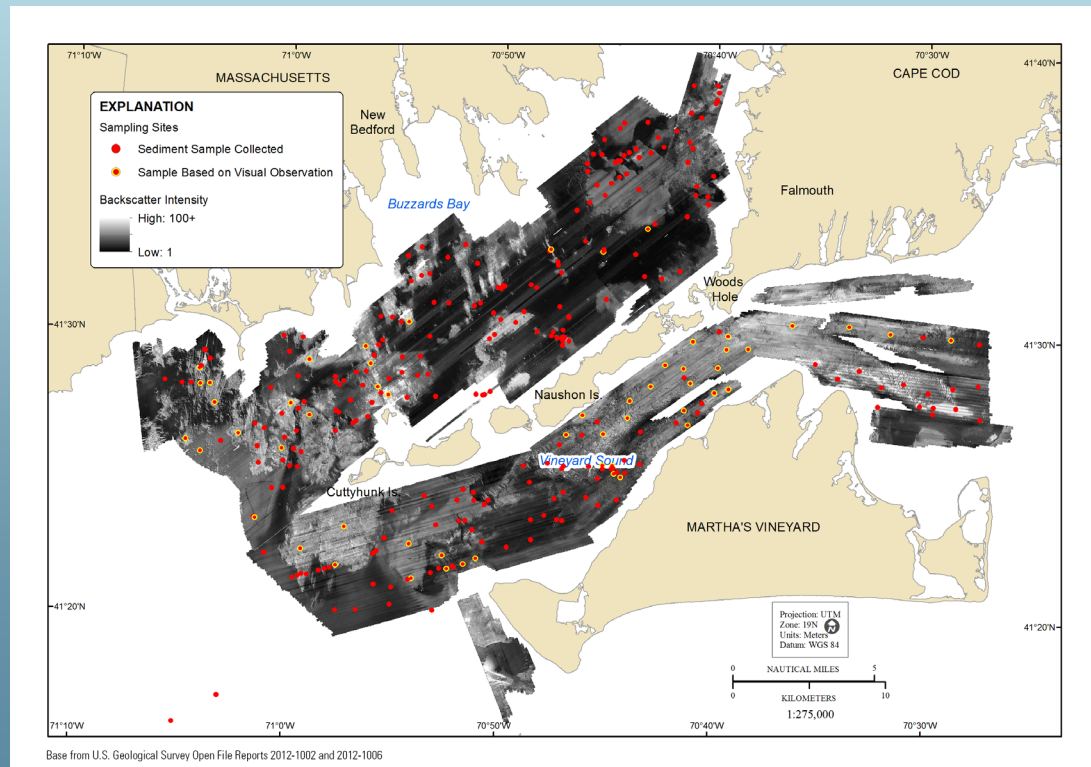 71°10'W
71°0'W
70°50'W
70°40'W
70°30'W
41°40'N
MASSACHUSETTS
CAPE COD
EXPLANATION
Sampling Sites
Sediment Sample Collected
Sample Based on Visual Observation
Backscatter Intensity
High: 100+
Low: 1
New
Bedford
Buzzards Bay
Falmouth
Woods
Hole
41°30'N
41°30'N
Naushon Is.
Vineyard Sound
Cuttyhunk Is.
MARTHA'S VINEYARD
41°20'N
41°20'N
Projection: UTM
Zone: 19N
Units: Meters
Datum: WGS 84
N
0 NAUTICAL MILES 5
0 KILOMETERS 10
1:275,000
71°10'W
71°0'W
70°50'W
70°40'W
70°30'W
Base from U.S. Geological Survey Open File Reports 2012-1002 and 2012-1006